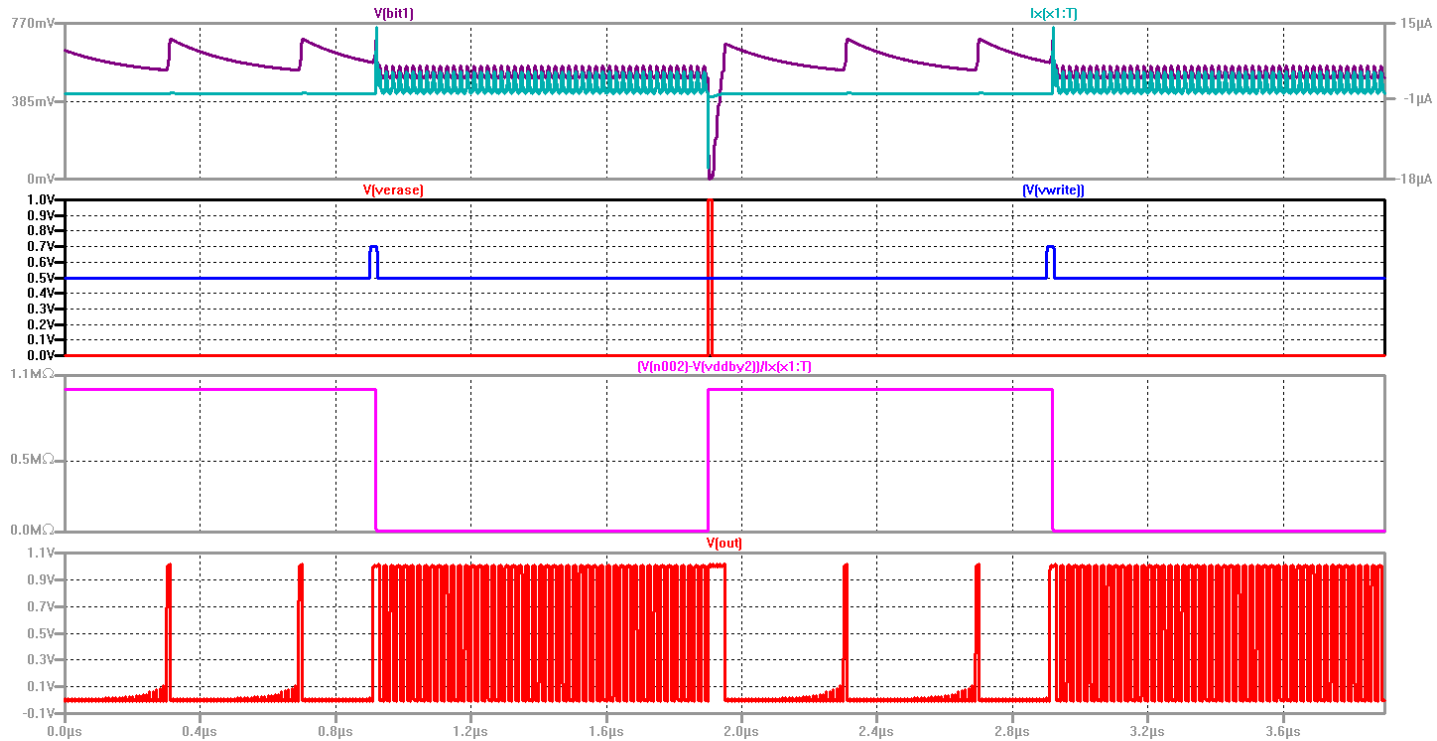 V(bit1) Ix(x1:T)
770mV 15µA
385mV -1µA
0mV -18µA
V(verase) (V(vwrite))
1.0V
0.9V
0.8V
0.7V
0.6V
0.5V
0.4V
0.3V
0.2V
0.1V
0.0V
(V(n002)-V(vddby2))/Ix(x1:T)
1.1MΩ
0.5MΩ
0.0MΩ
V(out)
1.1V
0.9V
0.7V
0.5V
0.3V
0.1V
-0.1V
0.0µs 0.4µs 0.8µs 1.2µs 1.6µs 2.0µs 2.4µs 2.8µs 3.2µs 3.6µs